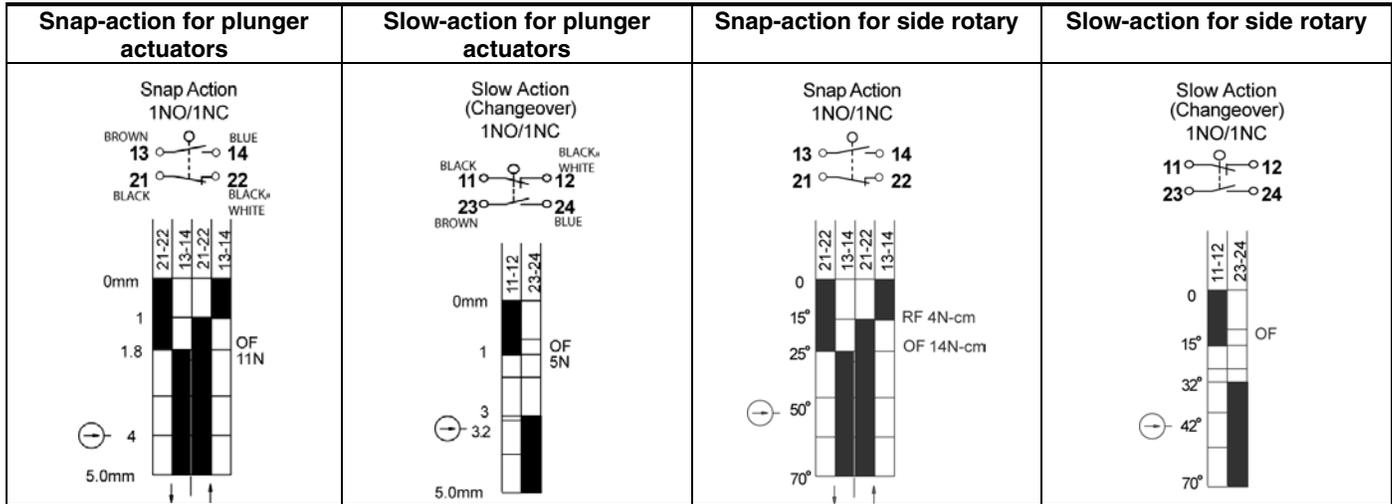 Snap-action for plunger
actuators
Slow-action for plunger
actuators
Snap-action for side rotary
Slow-action for side rotary
Snap Action
1NO/1NC
BROWN BLUE
13 14
21 22
BLACK BLACK
WHITE
21-22 13-14 21-22 13-14
0mm
1
1.8
OF
11N
4
5.0mm
Slow Action
(Changeover)
1NO/1NC
BLACK BLACK
WHITE
11 12
23 24
BROWN BLUE
11-12 23-24
0mm
1
OF
5N
3
3.2
5.0mm
Snap Action
1NO/1NC
13 14
21 22
21-22 13-14 21-22 13-14
0
15° RF 4N-cm
25° OF 14N-cm
50°
70°
Slow Action
(Changeover)
1NO/1NC
11 12
23 24
11-12 23-24
0
OF
15°
32°
42°
70°